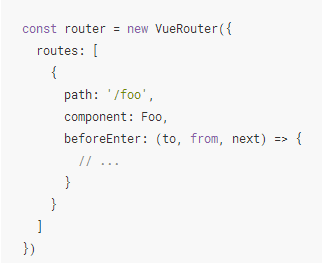 const router = new VueRouter({
  routes: [
    {
      path: '/foo',
      component: Foo,
      beforeEnter: (to, from, next) => {
        // ...
      }
    }
  ]
})